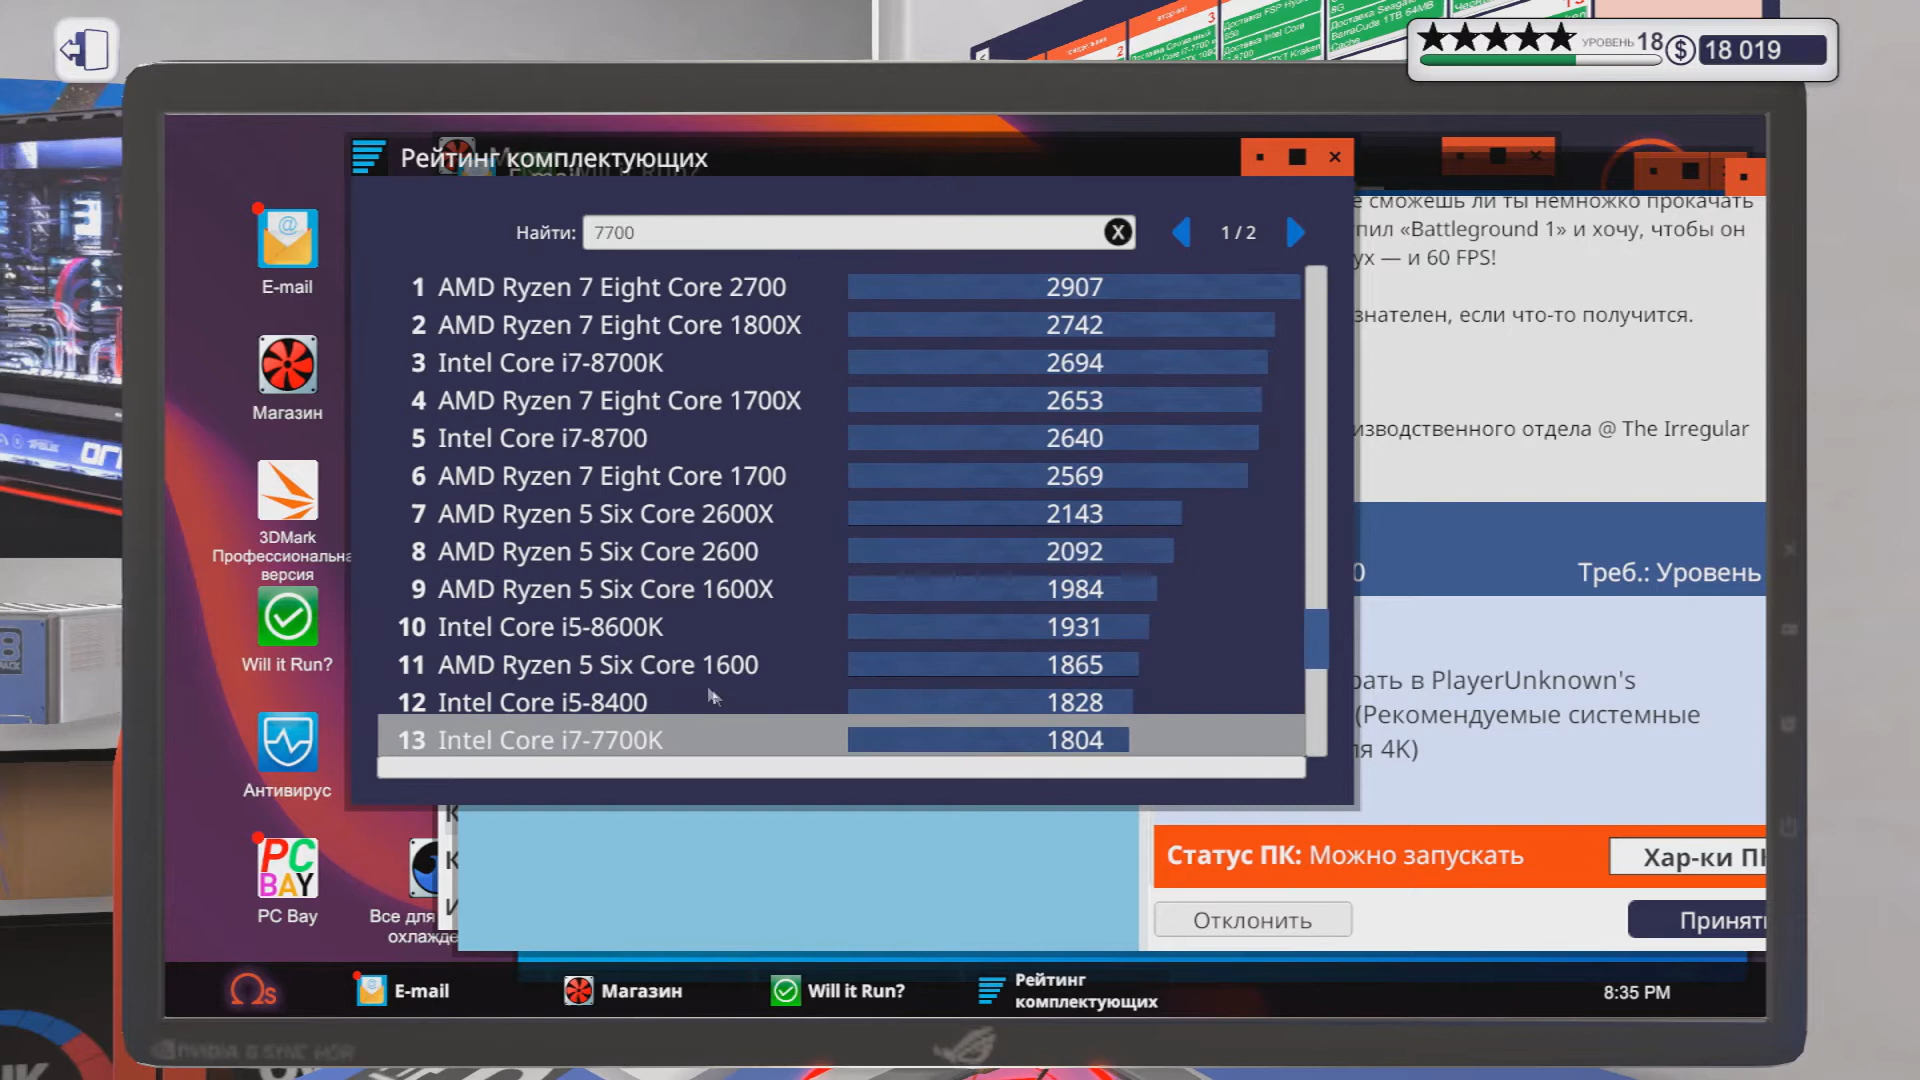 УРОВЕНЬ 18
18 019
Рейтинг комплектующих
Найти: 7700
X
1 / 2
1 AMD Ryzen 7 Eight Core 2700 2907
2 AMD Ryzen 7 Eight Core 1800X 2742
3 Intel Core i7-8700K 2694
4 AMD Ryzen 7 Eight Core 1700X 2653
5 Intel Core i7-8700 2640
6 AMD Ryzen 7 Eight Core 1700 2569
7 AMD Ryzen 5 Six Core 2600X 2143
8 AMD Ryzen 5 Six Core 2600 2092
9 AMD Ryzen 5 Six Core 1600X 1984
10 Intel Core i5-8600K 1931
11 AMD Ryzen 5 Six Core 1600 1865
12 Intel Core i5-8400 1828
13 Intel Core i7-7700K 1804
E-mail
Магазин
3DMark
Профессиональна
версия
Will it Run?
Антивирус
PC
BAY
PC Bay
Все для
охлажде
е сможешь ли ты немножко прокачать
пил «Battleground 1» и хочу, чтобы он
ух — и 60 FPS!
знателен, если что-то получится.
изводственного отдела @ The Irregular
0
Треб.: Уровень
рать в PlayerUnknown's
(Рекомендуемые системные
ля 4K)
Статус ПК: Можно запускать
Хар-ки ПК
Отклонить
Принять
Ωs
E-mail
Магазин
Will it Run?
Рейтинг
комплектующих
8:35 PM